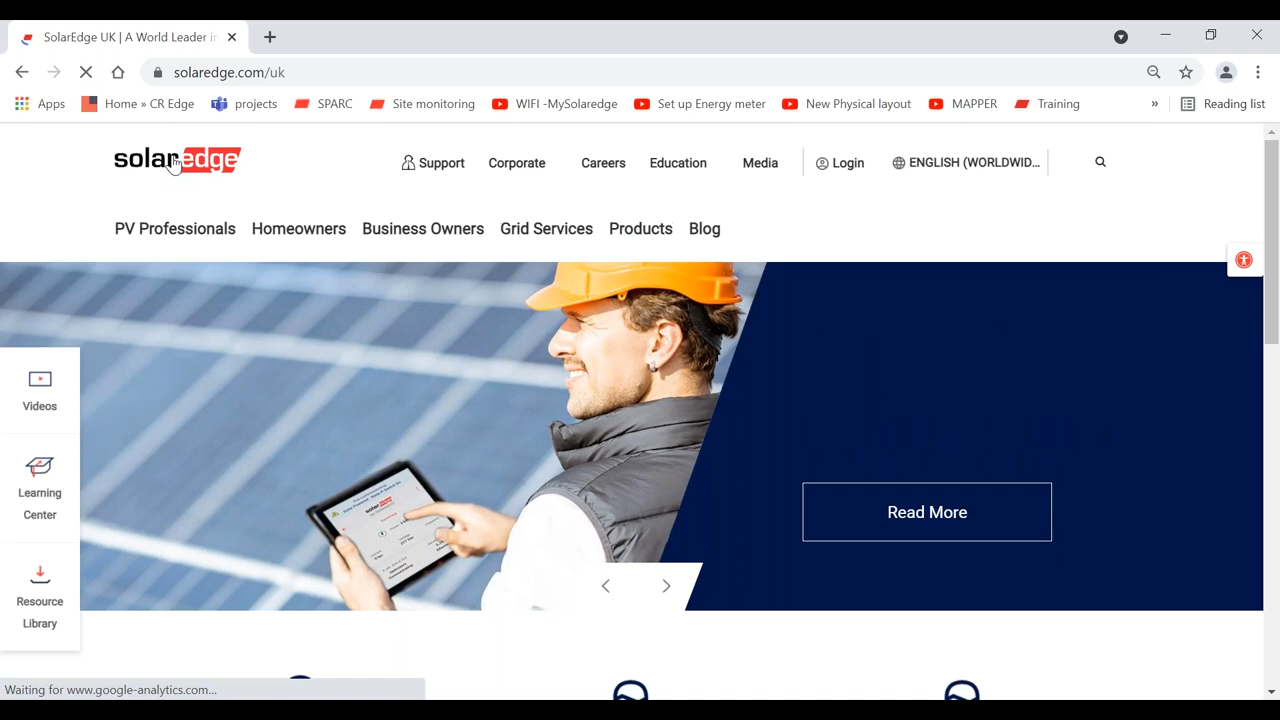 SolarEdge UK | A World Leader in
solaredge.com/uk
Apps
Home » CR Edge
projects
SPARC
Site monitoring
WIFI -MySolaredge
Set up Energy meter
New Physical layout
MAPPER
Training
»
Reading list
solaredge
Support
Corporate
Careers
Education
Media
Login
ENGLISH (WORLDWID...
PV Professionals
Homeowners
Business Owners
Grid Services
Products
Blog
Videos
Learning
Center
Resource
Library
solaredge
Read More
Waiting for www.google-analytics.com...